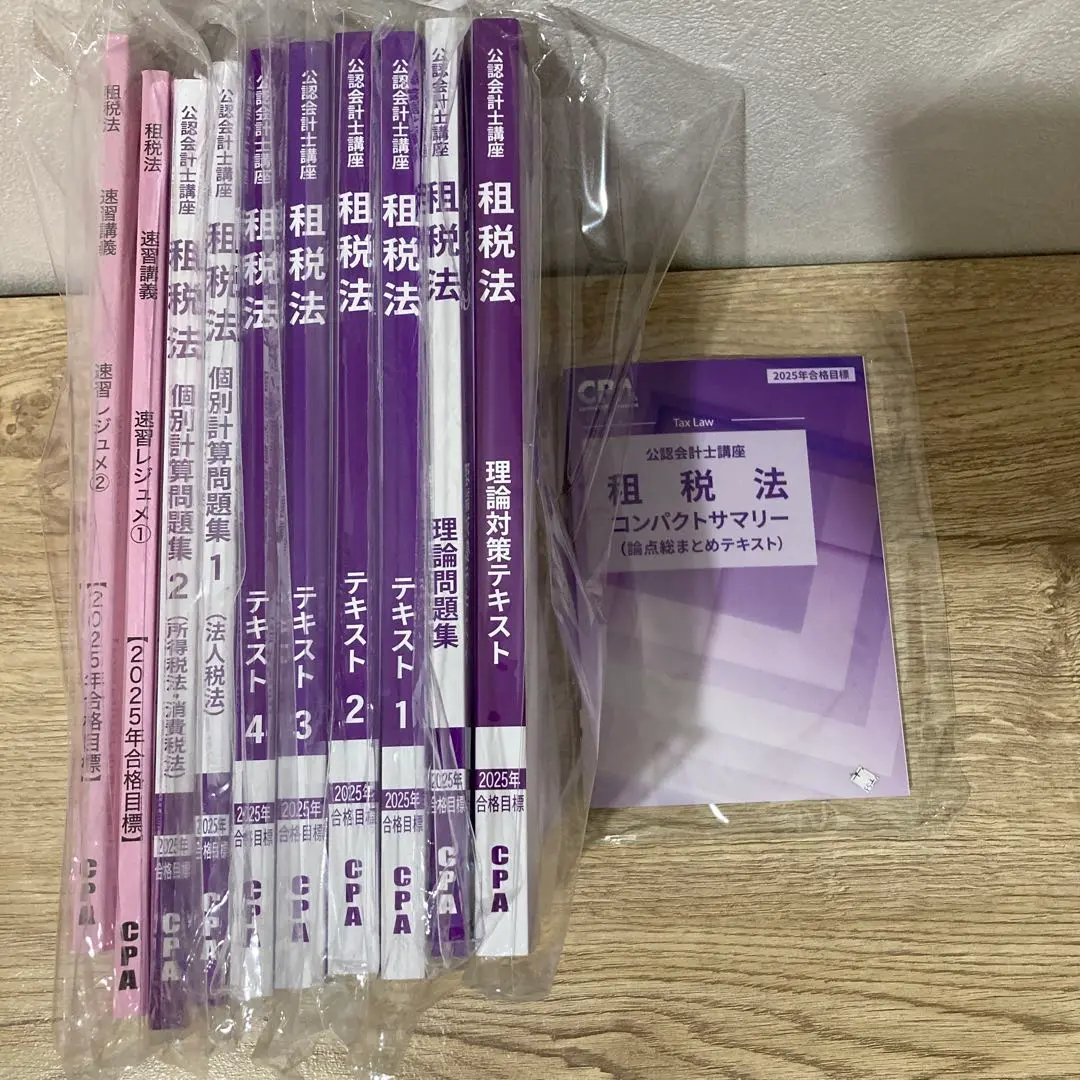 租税法 速習講義 速習レジュメ② 【2025年合格目標】 CPA
租税法 速習講義 速習レジュメ① 【2025年合格目標】 CPA
公認会計士講座 租税法 個別計算問題集 2 (所得税法・消費税法) 2025年 合格目標 CPA
公認会計士講座 租税法 個別計算問題集 1 (法人税法) 2025年 合格目標 CPA
公認会計士講座 租税法 テキスト 4 2025年 合格目標 CPA
公認会計士講座 租税法 テキスト 3 2025年 合格目標 CPA
公認会計士講座 租税法 テキスト 2 2025年 合格目標 CPA
公認会計士講座 租税法 テキスト 1 2025年 合格目標 CPA
公認会計士講座 租税法 理論問題集 2025年 合格目標 CPA
公認会計士講座 租税法 理論対策テキスト 2025年 合格目標 CPA
CPA
2025年合格目標
Tax Law
公認会計士講座
租税法
コンパクトサマリー
(論点総まとめテキスト)